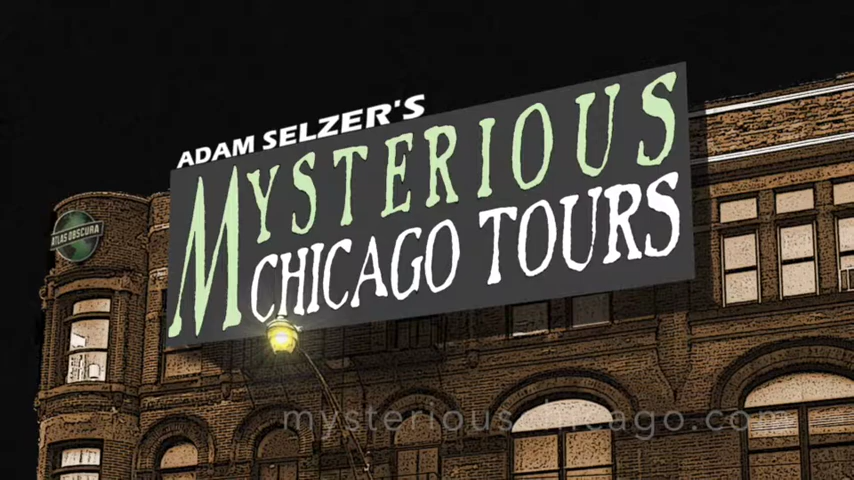 ADAM SELZER'S
MYSTERIOUS
CHICAGO TOURS
ATLAS OBSCURA
mysteriouschicago.com